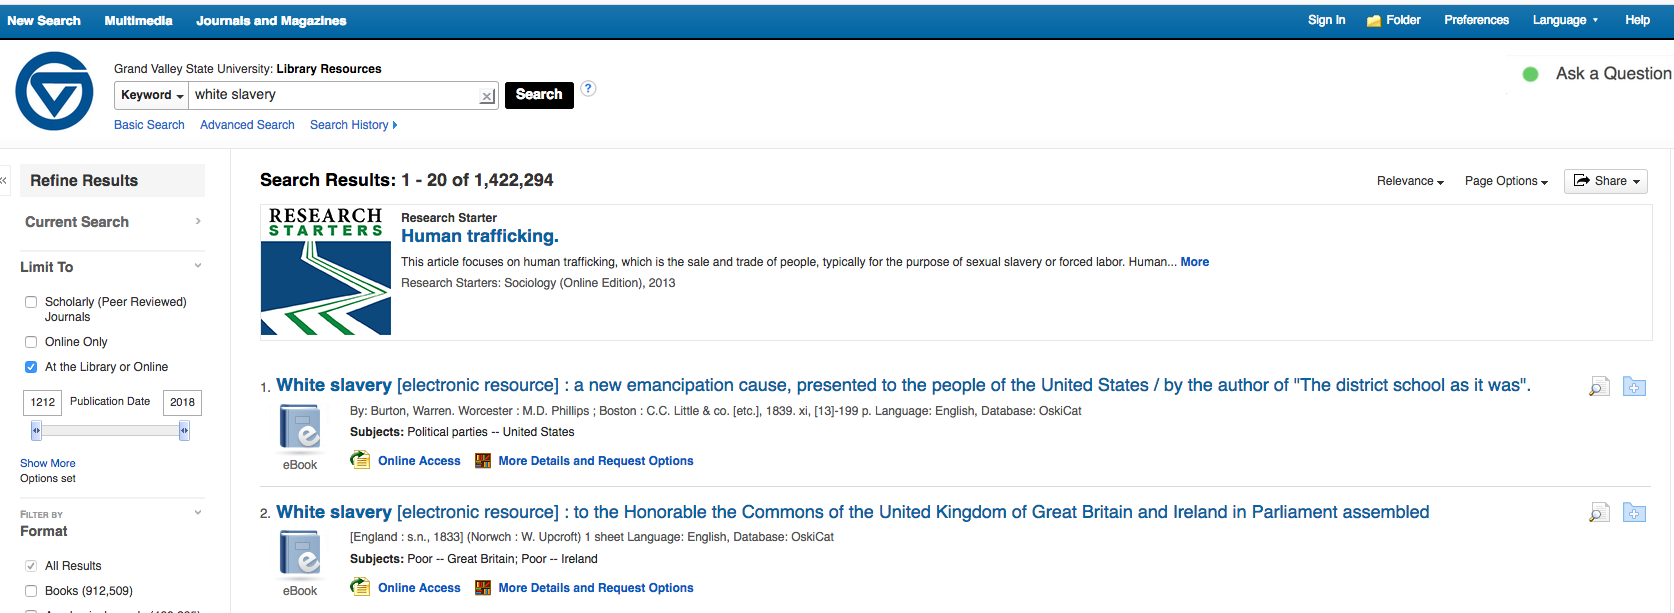 New Search Multimedia Journals and Magazines Sign In Folder Preferences Language Help
Grand Valley State University: Library Resources
Keyword white slavery Search ?
Ask a Question
Basic Search Advanced Search Search History
Refine Results
Current Search
Limit To
Scholarly (Peer Reviewed)
Journals
Online Only
At the Library or Online
1212 Publication Date 2018
Show More
Options set
FILTER BY
Format
All Results
Books (912,509)
Search Results: 1 - 20 of 1,422,294
Relevance Page Options Share
RESEARCH
STARTERS
Research Starter
Human trafficking.
This article focuses on human trafficking, which is the sale and trade of people, typically for the purpose of sexual slavery or forced labor. Human... More
Research Starters: Sociology (Online Edition), 2013
1. White slavery [electronic resource] : a new emancipation cause, presented to the people of the United States / by the author of "The district school as it was".
By: Burton, Warren. Worcester : M.D. Phillips ; Boston : C.C. Little & co. [etc.], 1839. xi, [13]-199 p. Language: English, Database: OskiCat
Subjects: Political parties -- United States
eBook
Online Access More Details and Request Options
2. White slavery [electronic resource] : to the Honorable the Commons of the United Kingdom of Great Britain and Ireland in Parliament assembled
[England : s.n., 1833] (Norwch : W. Upcroft) 1 sheet Language: English, Database: OskiCat
Subjects: Poor -- Great Britain; Poor -- Ireland
eBook
Online Access More Details and Request Options